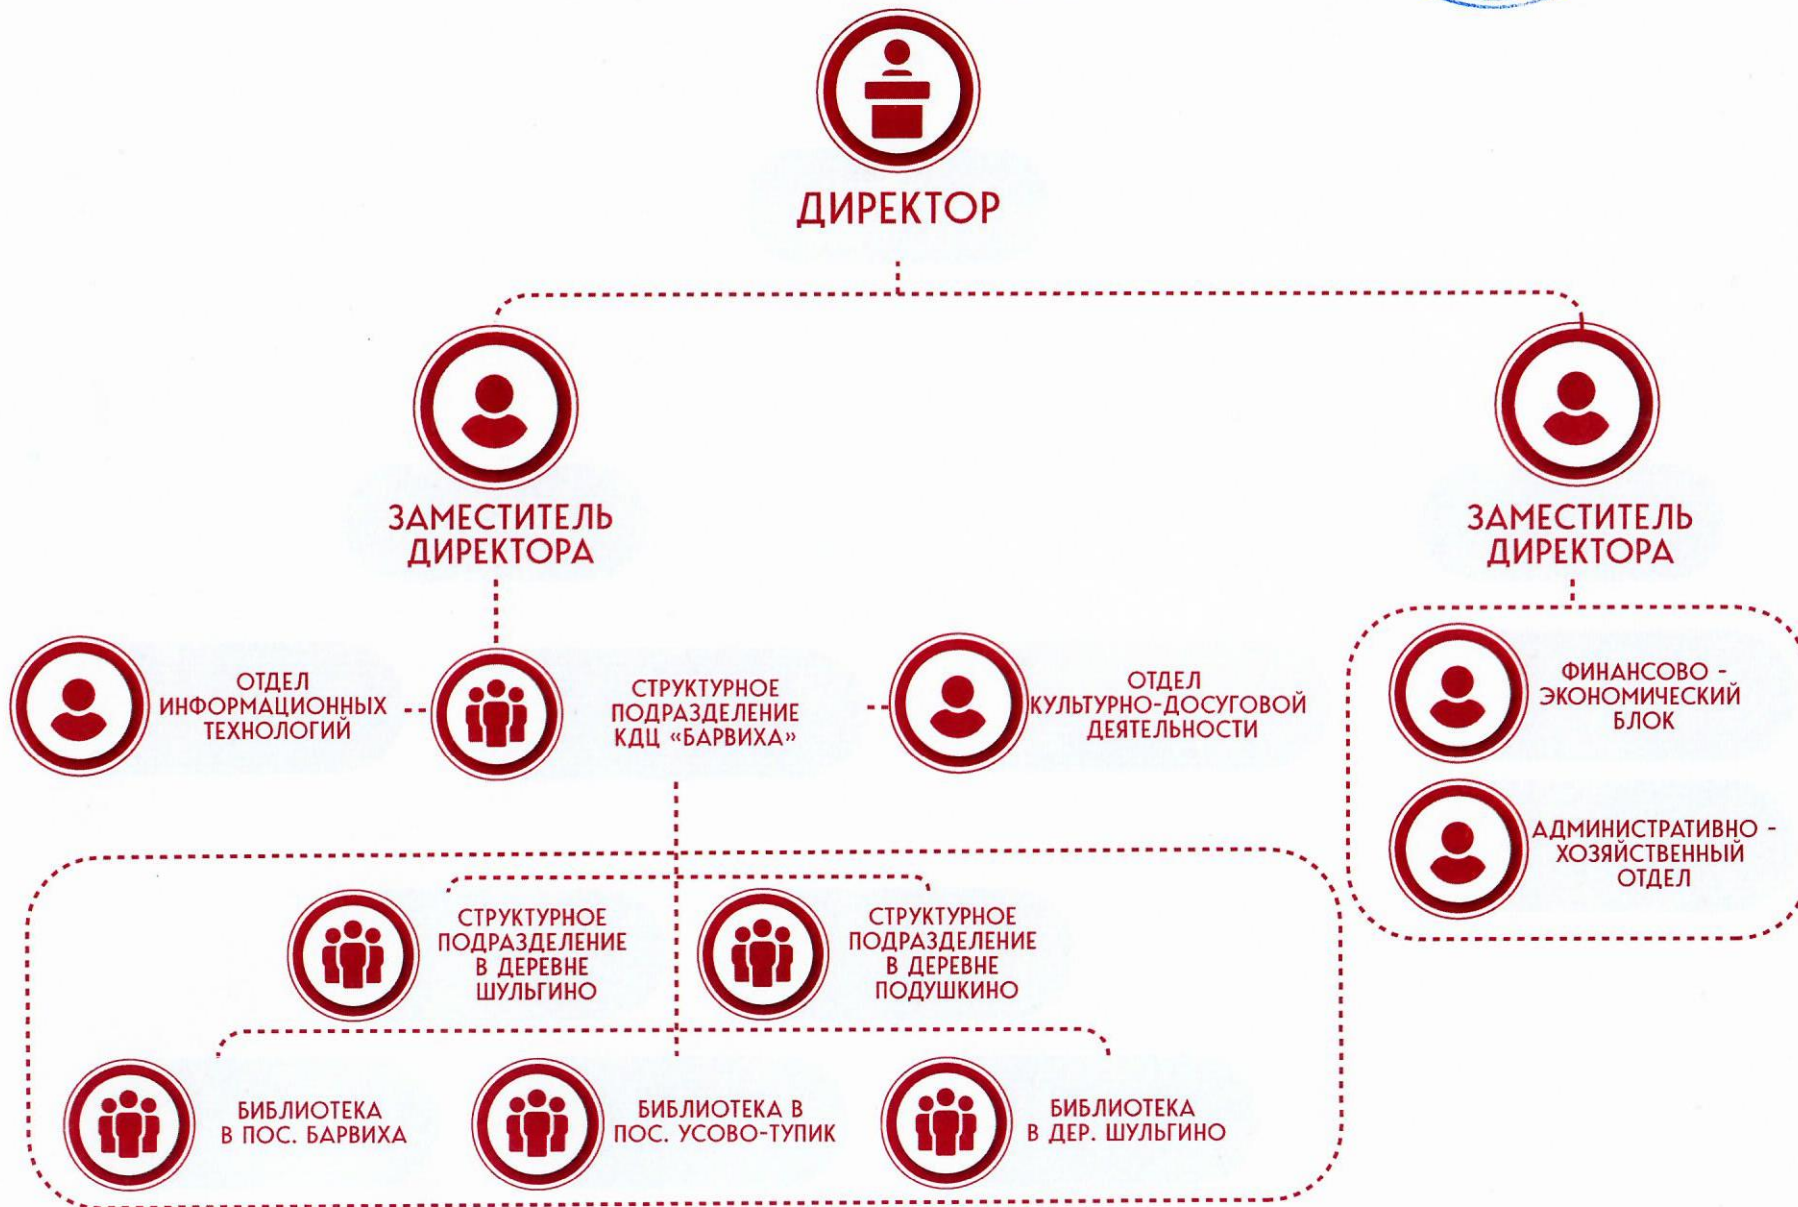 ДИРЕКТОР
ЗАМЕСТИТЕЛЬ
ДИРЕКТОРА
ЗАМЕСТИТЕЛЬ
ДИРЕКТОРА
ОТДЕЛ
ИНФОРМАЦИОННЫХ
ТЕХНОЛОГИЙ
СТРУКТУРНОЕ
ПОДРАЗДЕЛЕНИЕ
КДЦ «БАРВИХА»
ОТДЕЛ
КУЛЬТУРНО-ДОСУГОВОЙ
ДЕЯТЕЛЬНОСТИ
ФИНАНСОВО -
ЭКОНОМИЧЕСКИЙ
БЛОК
АДМИНИСТРАТИВНО -
ХОЗЯЙСТВЕННЫЙ
ОТДЕЛ
СТРУКТУРНОЕ
ПОДРАЗДЕЛЕНИЕ
В ДЕРЕВНЕ
ШУЛЬГИНО
СТРУКТУРНОЕ
ПОДРАЗДЕЛЕНИЕ
В ДЕРЕВНЕ
ПОДУШКИНО
БИБЛИОТЕКА
В ПОС. БАРВИХА
БИБЛИОТЕКА В
ПОС. УСОВО-ТУПИК
БИБЛИОТЕКА
В ДЕР. ШУЛЬГИНО